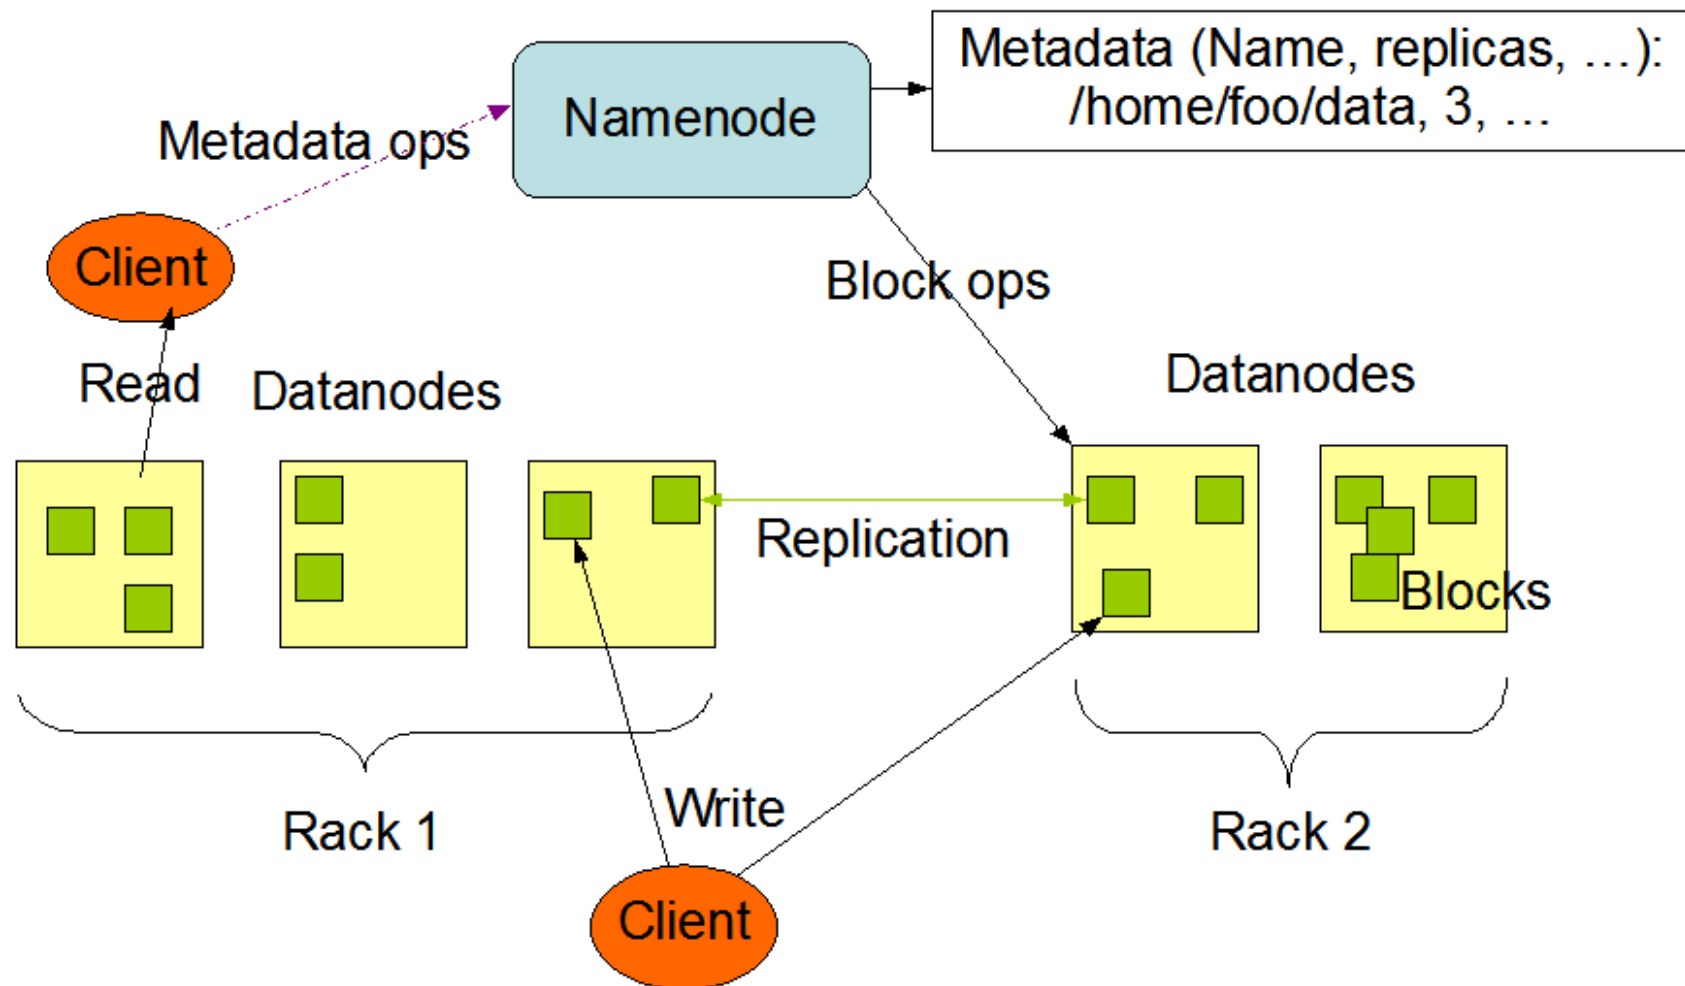 Metadata (Name, replicas, …):
/home/foo/data, 3, …
Namenode
Metadata ops
Client
Block ops
Read
Datanodes
Datanodes
Replication
Blocks
Rack 1
Write
Rack 2
Client